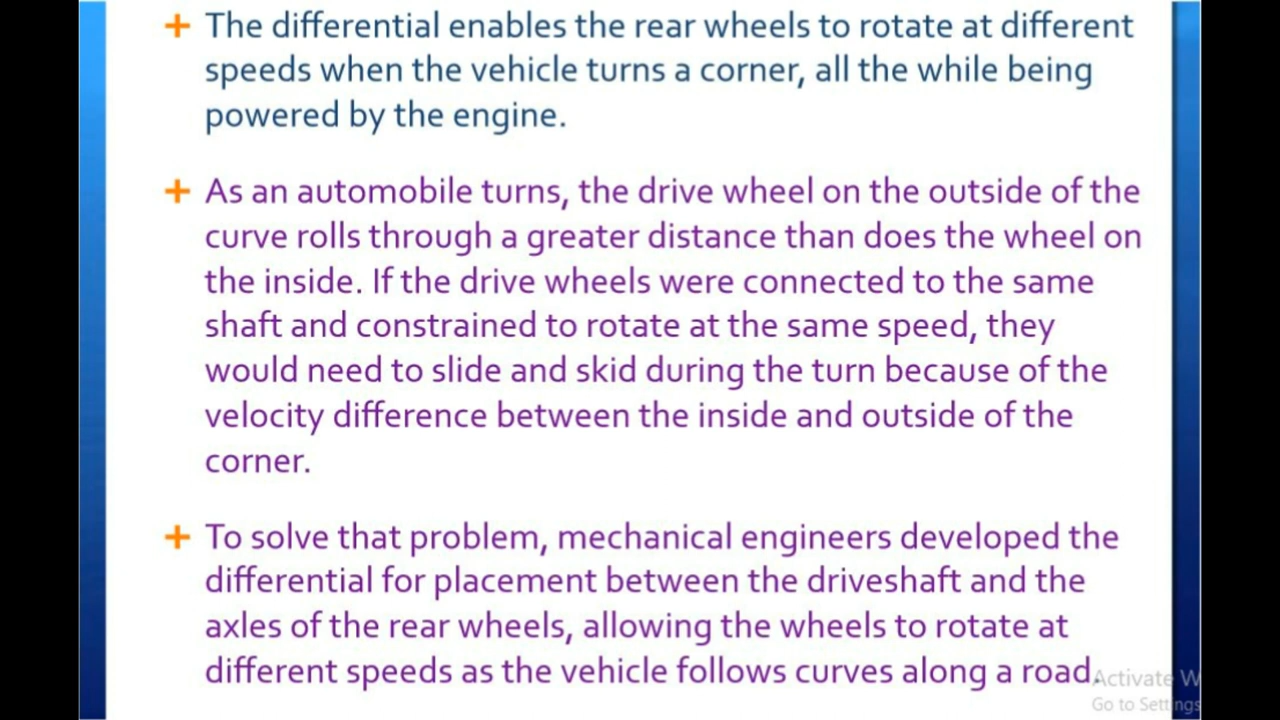 + The differential enables the rear wheels to rotate at different
speeds when the vehicle turns a corner, all the while being
powered by the engine.
+ As an automobile turns, the drive wheel on the outside of the
curve rolls through a greater distance than does the wheel on
the inside. If the drive wheels were connected to the same
shaft and constrained to rotate at the same speed, they
would need to slide and skid during the turn because of the
velocity difference between the inside and outside of the
corner.
+ To solve that problem, mechanical engineers developed the
differential for placement between the driveshaft and the
axles of the rear wheels, allowing the wheels to rotate at
different speeds as the vehicle follows curves along a road.
Activate W
Go to Settings